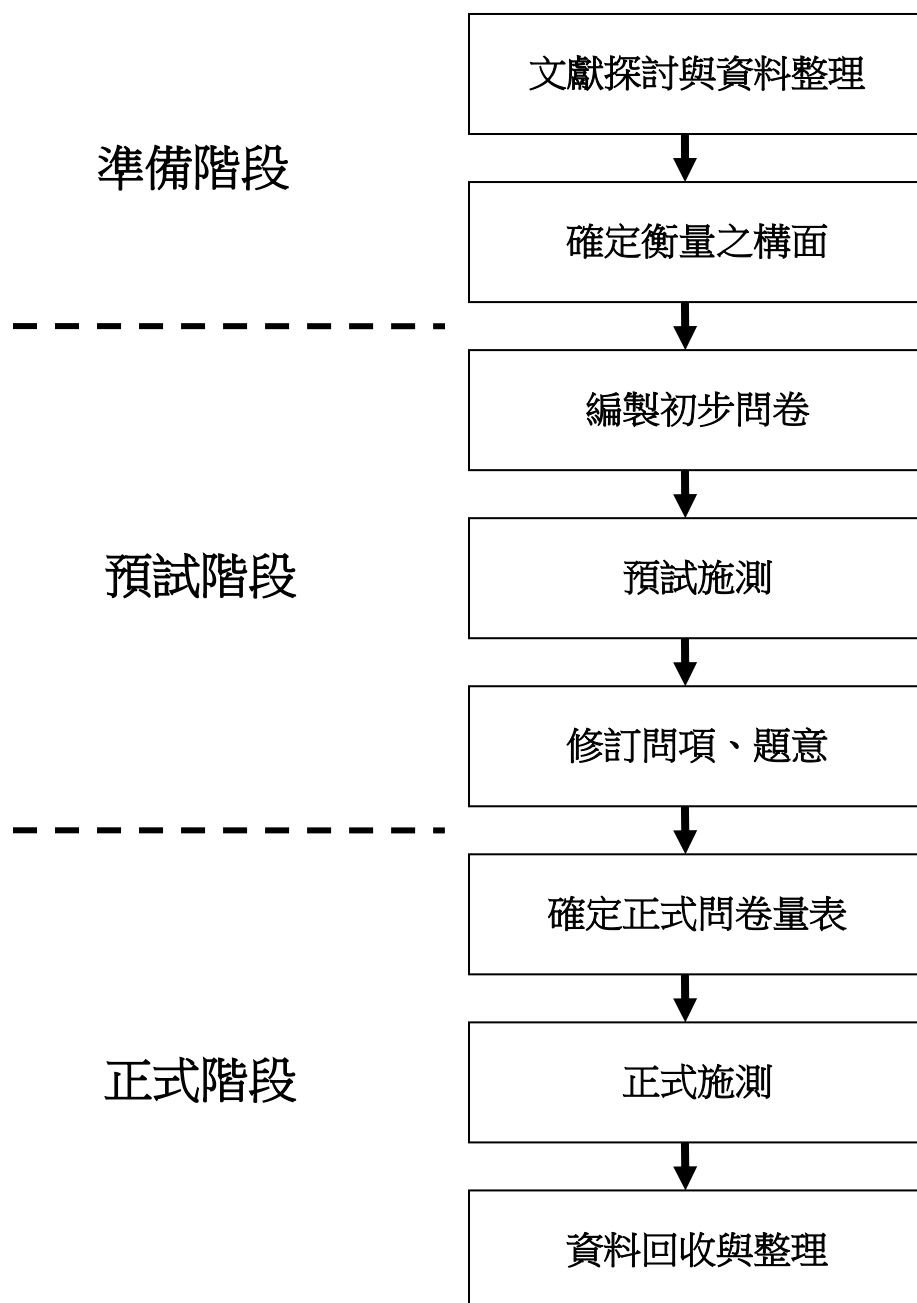 文獻探討與資料整理
準備階段
確定衡量之構面
編製初步問卷
預試階段
預試施測
修訂問項、題意
確定正式問卷量表
正式階段
正式施測
資料回收與整理